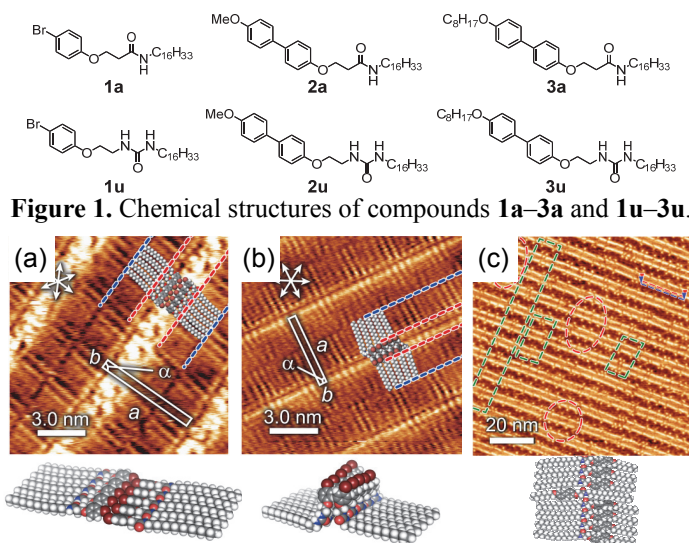 Br
O
O
N
H
C16H33
1a
MeO
O
O
N
H
C16H33
2a
C8H17O
O
O
N
H
C16H33
3a
Br
O
H
N
H
N
O
C16H33
1u
MeO
O
H
N
H
N
O
C16H33
2u
C8H17O
O
H
N
H
N
O
C16H33
3u
Figure 1. Chemical structures of compounds 1a–3a and 1u–3u.
(a)
b
α
a
3.0 nm
(b)
a
α
b
3.0 nm
(c)
20 nm